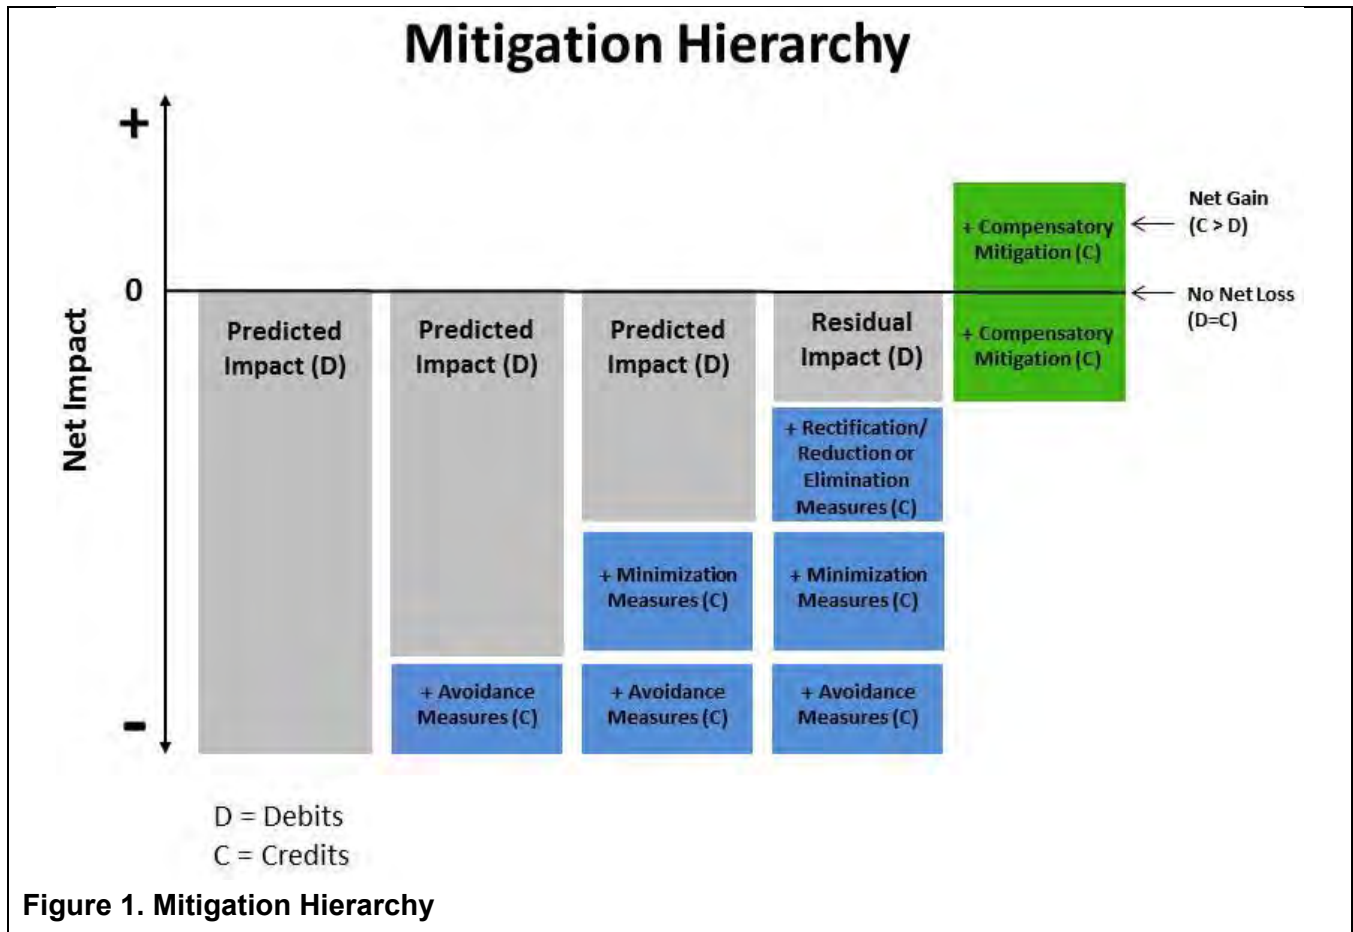 Mitigation Hierarchy
+
0
-
Net Impact
Predicted
Impact (D)
Predicted
Impact (D)
+ Avoidance
Measures (C)
Predicted
Impact (D)
+ Minimization
Measures (C)
+ Avoidance
Measures (C)
Residual
Impact (D)
+ Rectification/
Reduction or
Elimination
Measures (C)
+ Minimization
Measures (C)
+ Avoidance
Measures (C)
+ Compensatory
Mitigation (C)
+ Compensatory
Mitigation (C)
Net Gain
(C > D)
No Net Loss
(D=C)
D = Debits
C = Credits
Figure 1. Mitigation Hierarchy